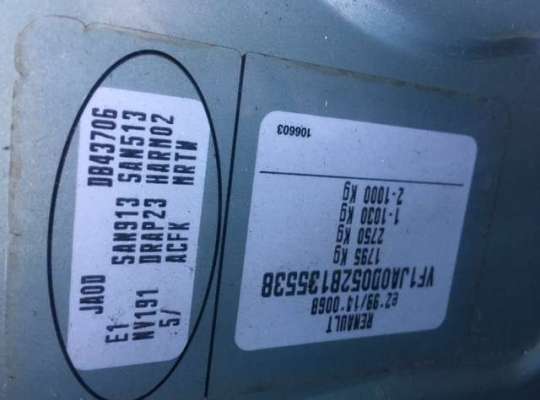 JA0D DB43706
E1 SAN913 SAN513
NV191 DRAP23 HARM02
5/ ACFK MRTW
RENAULT
e2*99/14*0068
VF1JA0D0528135538
1795 Kg
2750 Kg
1-1030 Kg
2-1000 Kg
106603